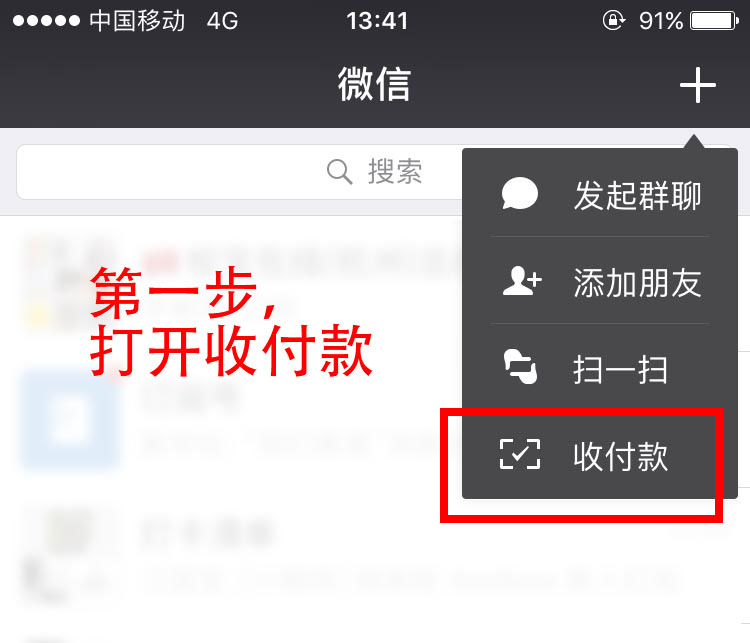 中国移动 4G 13:41 91%
微信
搜索
发起群聊
添加朋友
扫一扫
收付款
第一步,
打开收付款